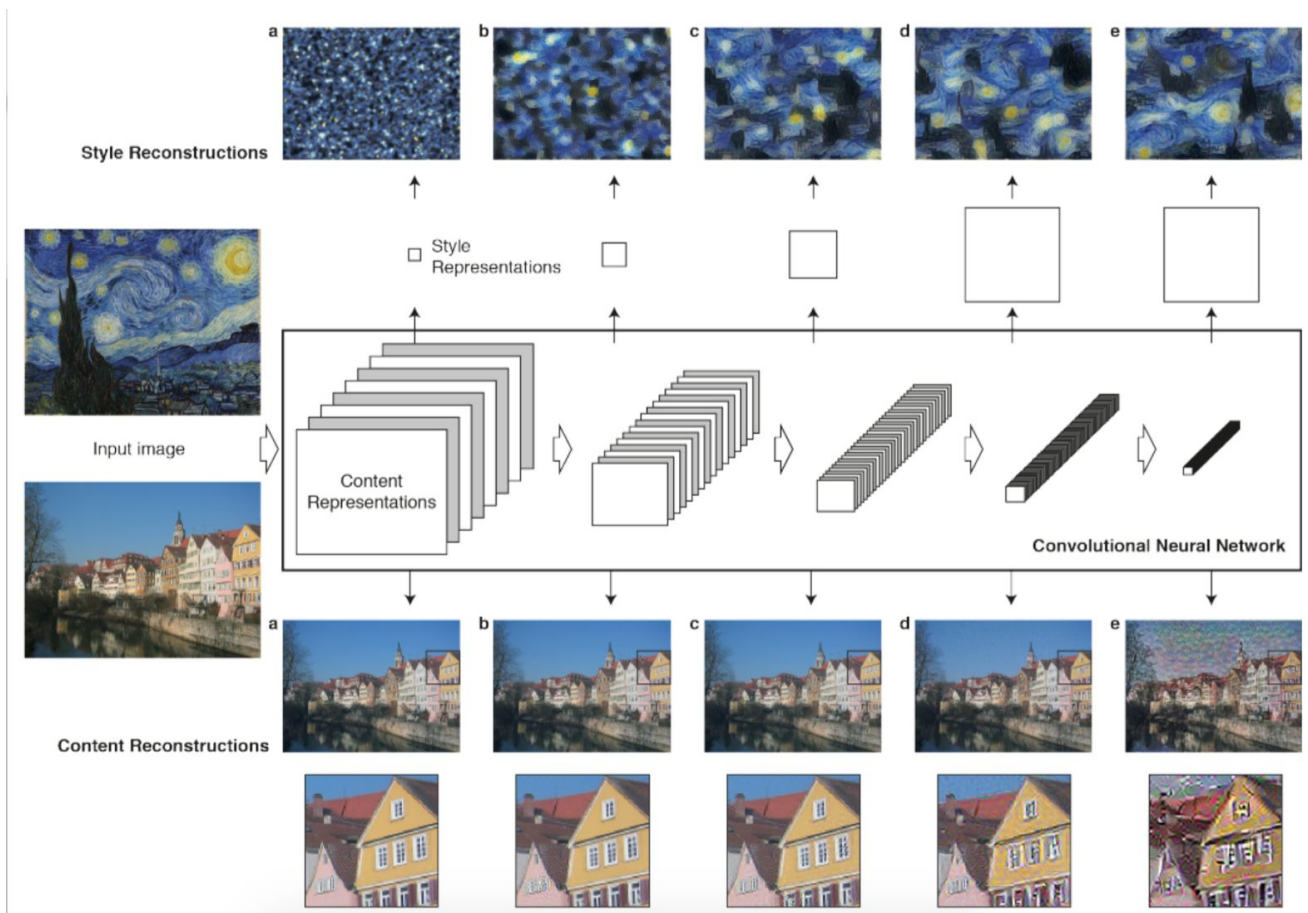 a
b
c
d
e
Style Reconstructions
Style
Representations
Input image
Content
Representations
Convolutional Neural Network
a
b
c
d
e
Content Reconstructions